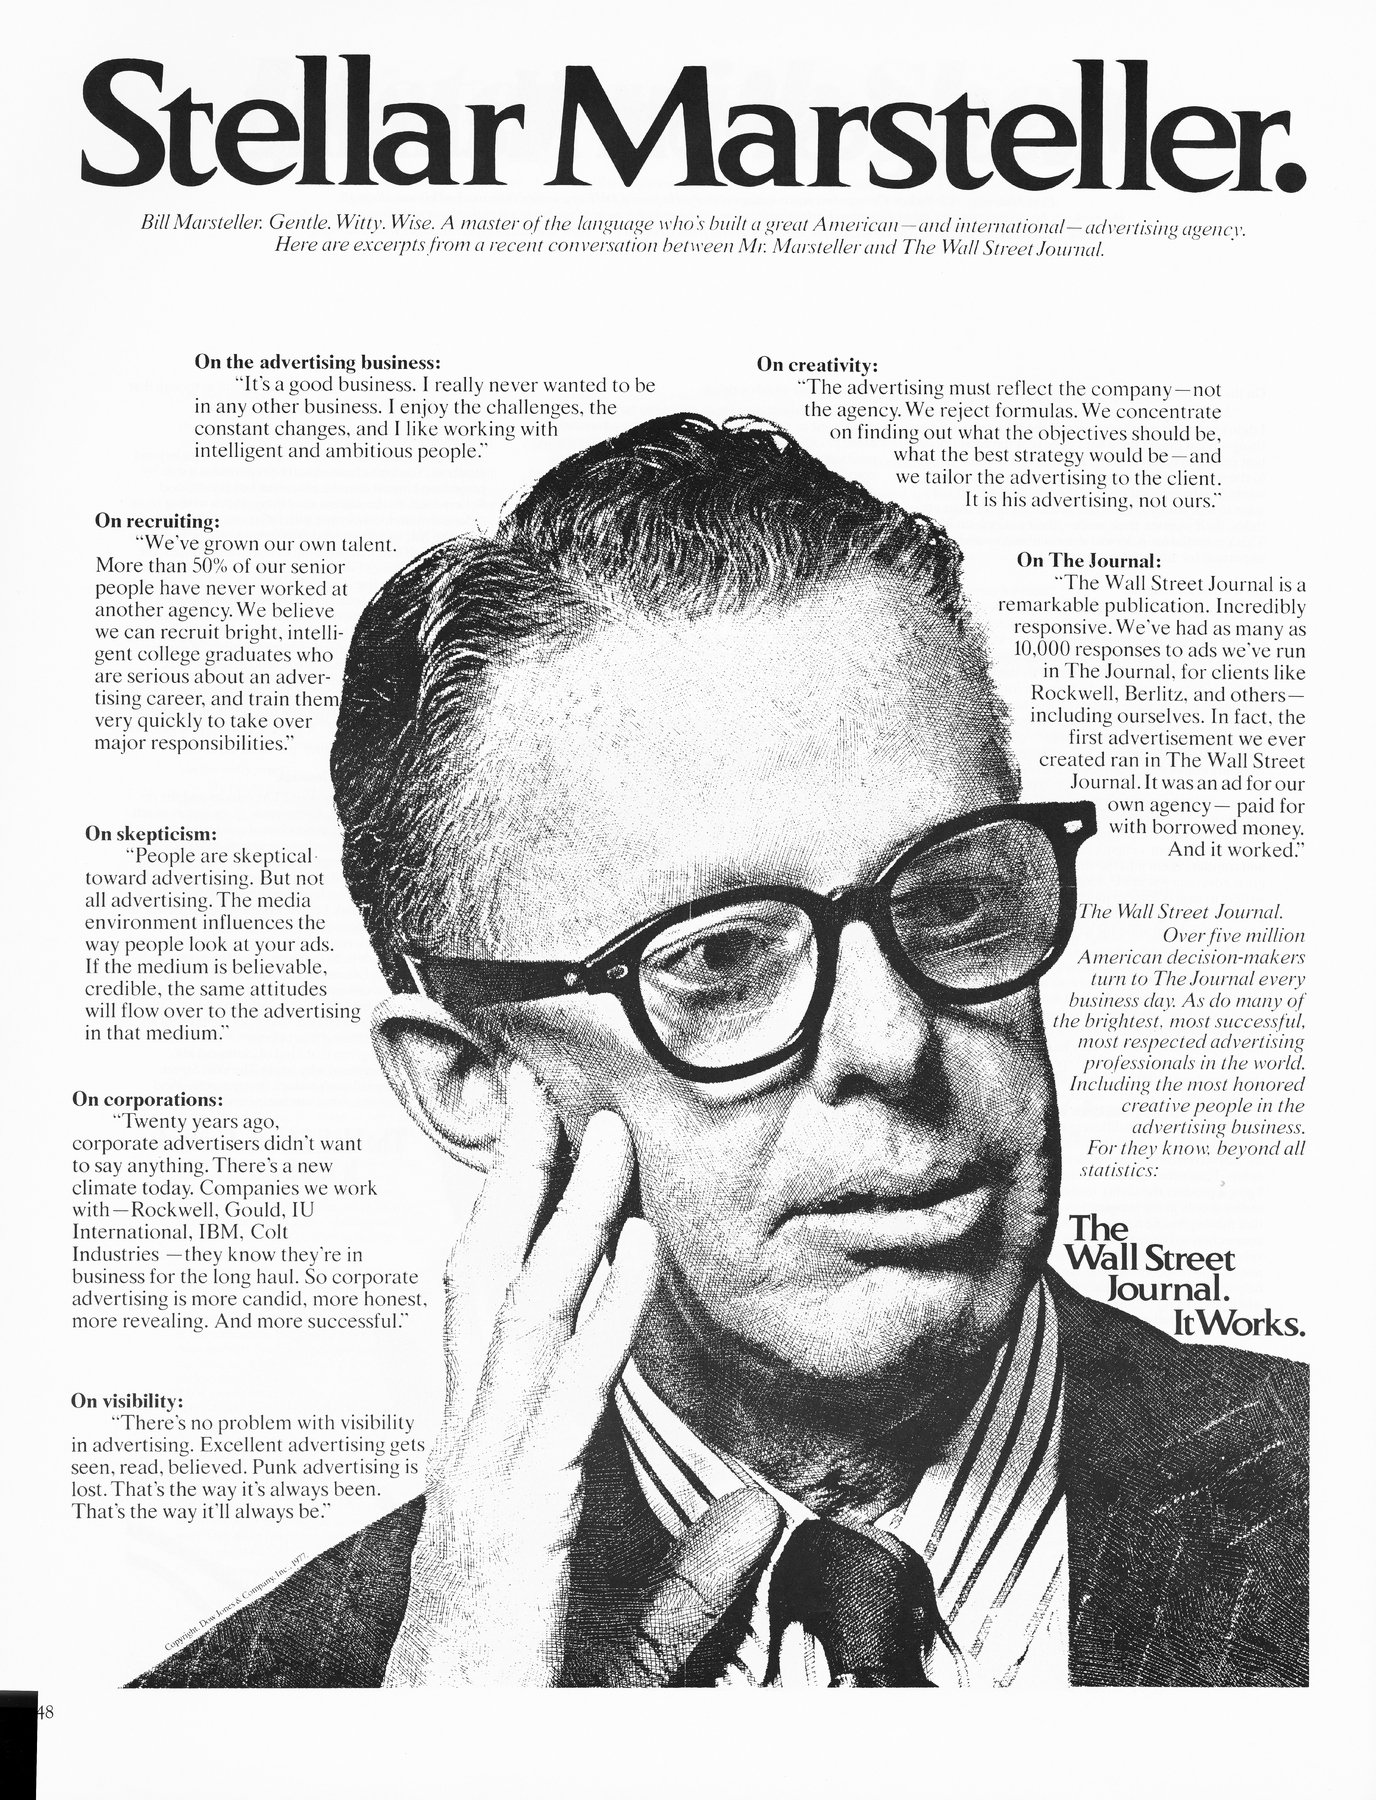 Stellar Marsteller.
Bill Marsteller. Gentle. Witty. Wise. A master of the language who's built a great American—and international—advertising agency.
Here are excerpts from a recent conversation between Mr. Marsteller and The Wall Street Journal.
On the advertising business:
“It's a good business. I really never wanted to be
in any other business. I enjoy the challenges, the
constant changes, and I like working with
intelligent and ambitious people.”
On recruiting:
“We've grown our own talent.
More than 50% of our senior
people have never worked at
another agency. We believe
we can recruit bright, intelli-
gent college graduates who
are serious about an adver-
tising career, and train them
very quickly to take over
major responsibilities.”
On skepticism:
“People are skeptical
toward advertising. But not
all advertising. The media
environment influences the
way people look at your ads.
If the medium is believable,
credible, the same attitudes
will flow over to the advertising
in that medium.”
On corporations:
“Twenty years ago,
corporate advertisers didn't want
to say anything. There's a new
climate today. Companies we work
with—Rockwell, Gould, IU
International, IBM, Colt
Industries —they know they're in
business for the long haul. So corporate
advertising is more candid, more honest,
more revealing. And more successful.”
On visibility:
“There's no problem with visibility
in advertising. Excellent advertising gets
seen, read, believed. Punk advertising is
lost. That's the way it's always been.
That's the way it'll always be.”
Copyright, Dow Jones & Company, Inc., 1977
On creativity:
“The advertising must reflect the company—not
the agency. We reject formulas. We concentrate
on finding out what the objectives should be,
what the best strategy would be—and
we tailor the advertising to the client.
It is his advertising, not ours.”
On The Journal:
“The Wall Street Journal is a
remarkable publication. Incredibly
responsive. We've had as many as
10,000 responses to ads we've run
in The Journal, for clients like
Rockwell, Berlitz, and others—
including ourselves. In fact, the
first advertisement we ever
created ran in The Wall Street
Journal. It was an ad for our
own agency— paid for
with borrowed money.
And it worked.”
The Wall Street Journal.
Over five million
American decision-makers
turn to The Journal every
business day. As do many of
the brightest, most successful,
most respected advertising
professionals in the world.
Including the most honored
creative people in the
advertising business.
For they know, beyond all
statistics:
The
Wall Street
Journal.
It Works.
48